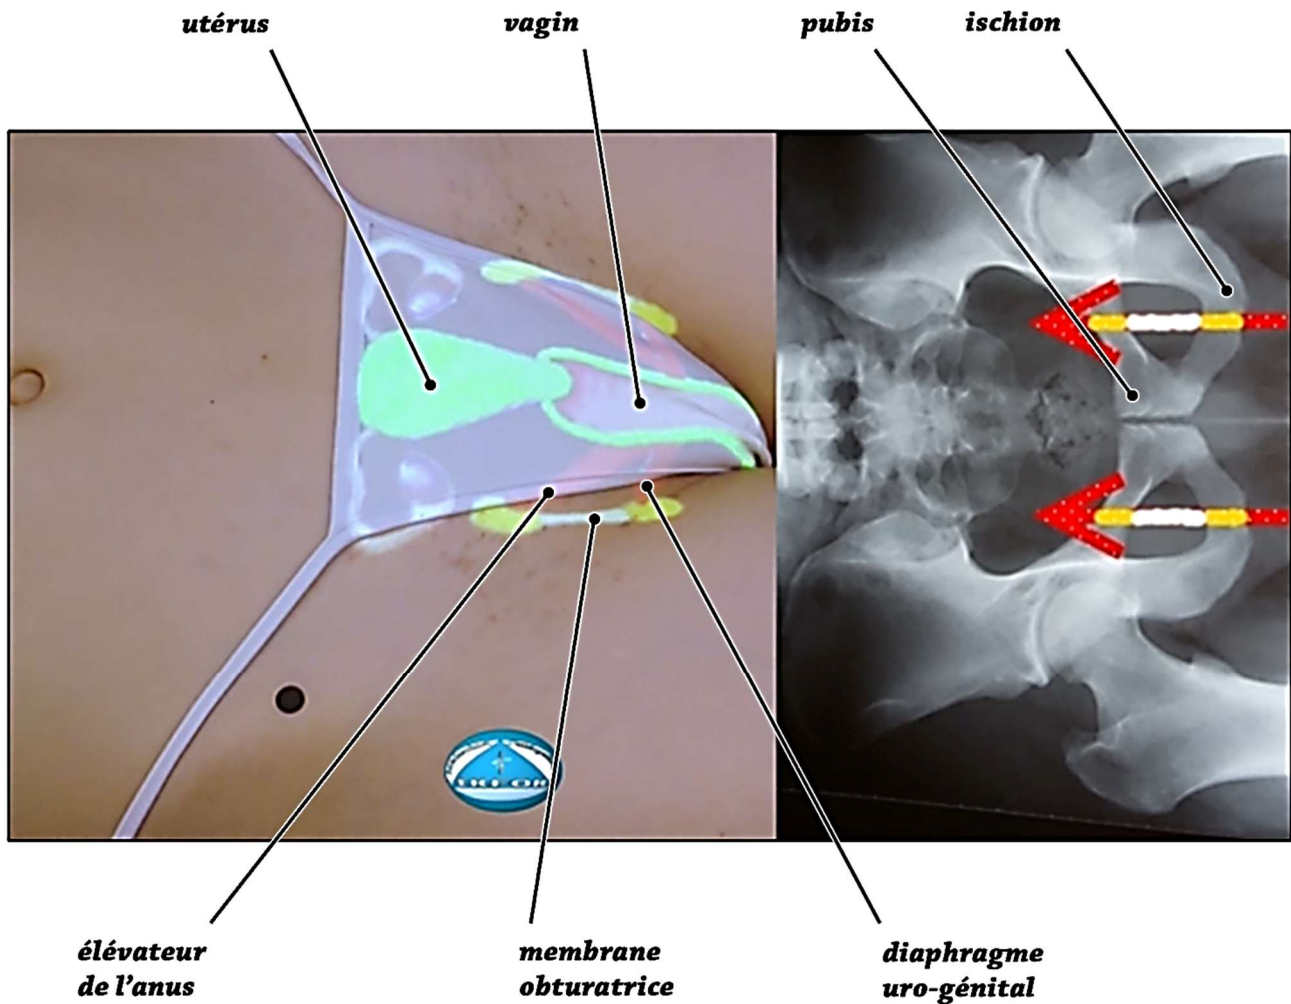 utérus
vagin
pubis
ischion
élévateur
de l'anus
membrane
obturatrice
diaphragme
uro-génital